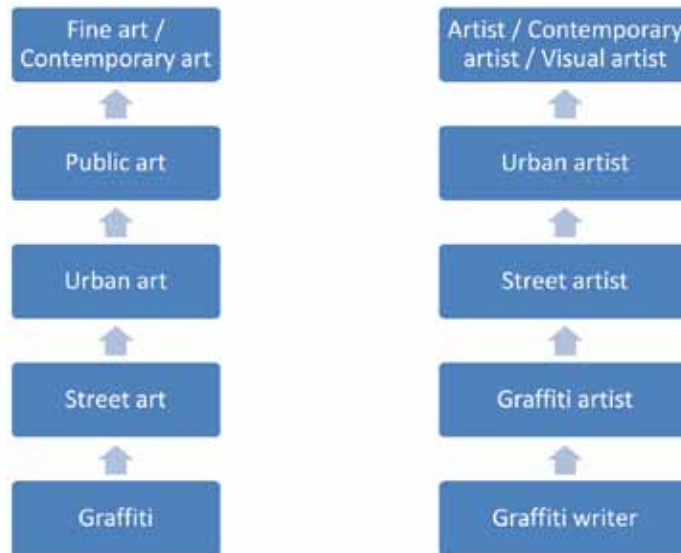 Fine art /
Contemporary art
Public art
Urban art
Street art
Graffiti
Artist / Contemporary
artist / Visual artist
Urban artist
Street artist
Graffiti artist
Graffiti writer